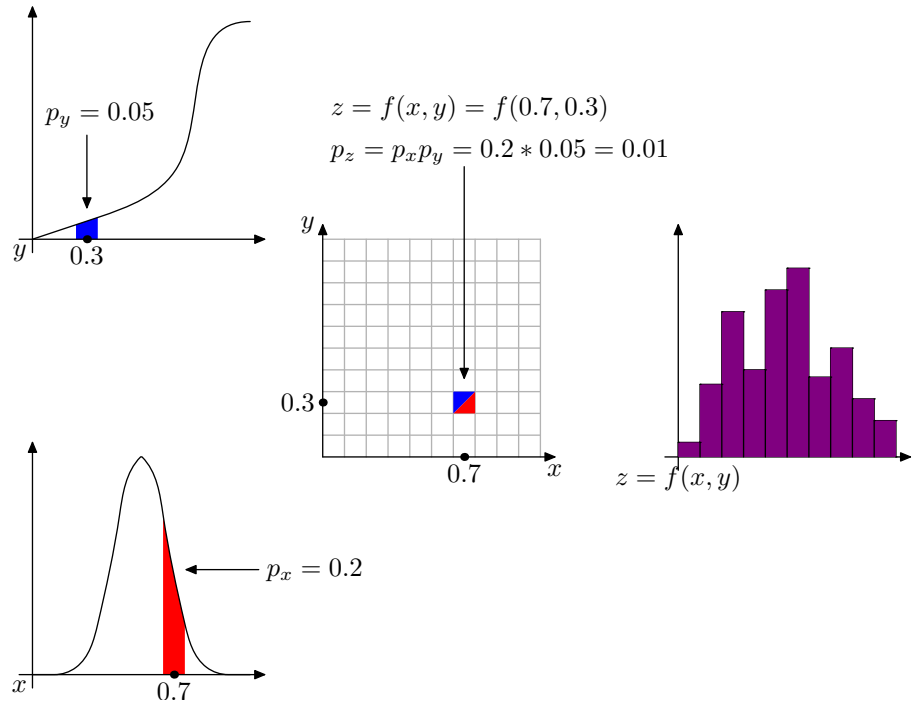 p_y = 0.05
y
0.3
z = f(x, y) = f(0.7, 0.3)
p_z = p_x p_y = 0.2 * 0.05 = 0.01
y
0.3
0.7
x
z = f(x, y)
p_x = 0.2
x
0.7